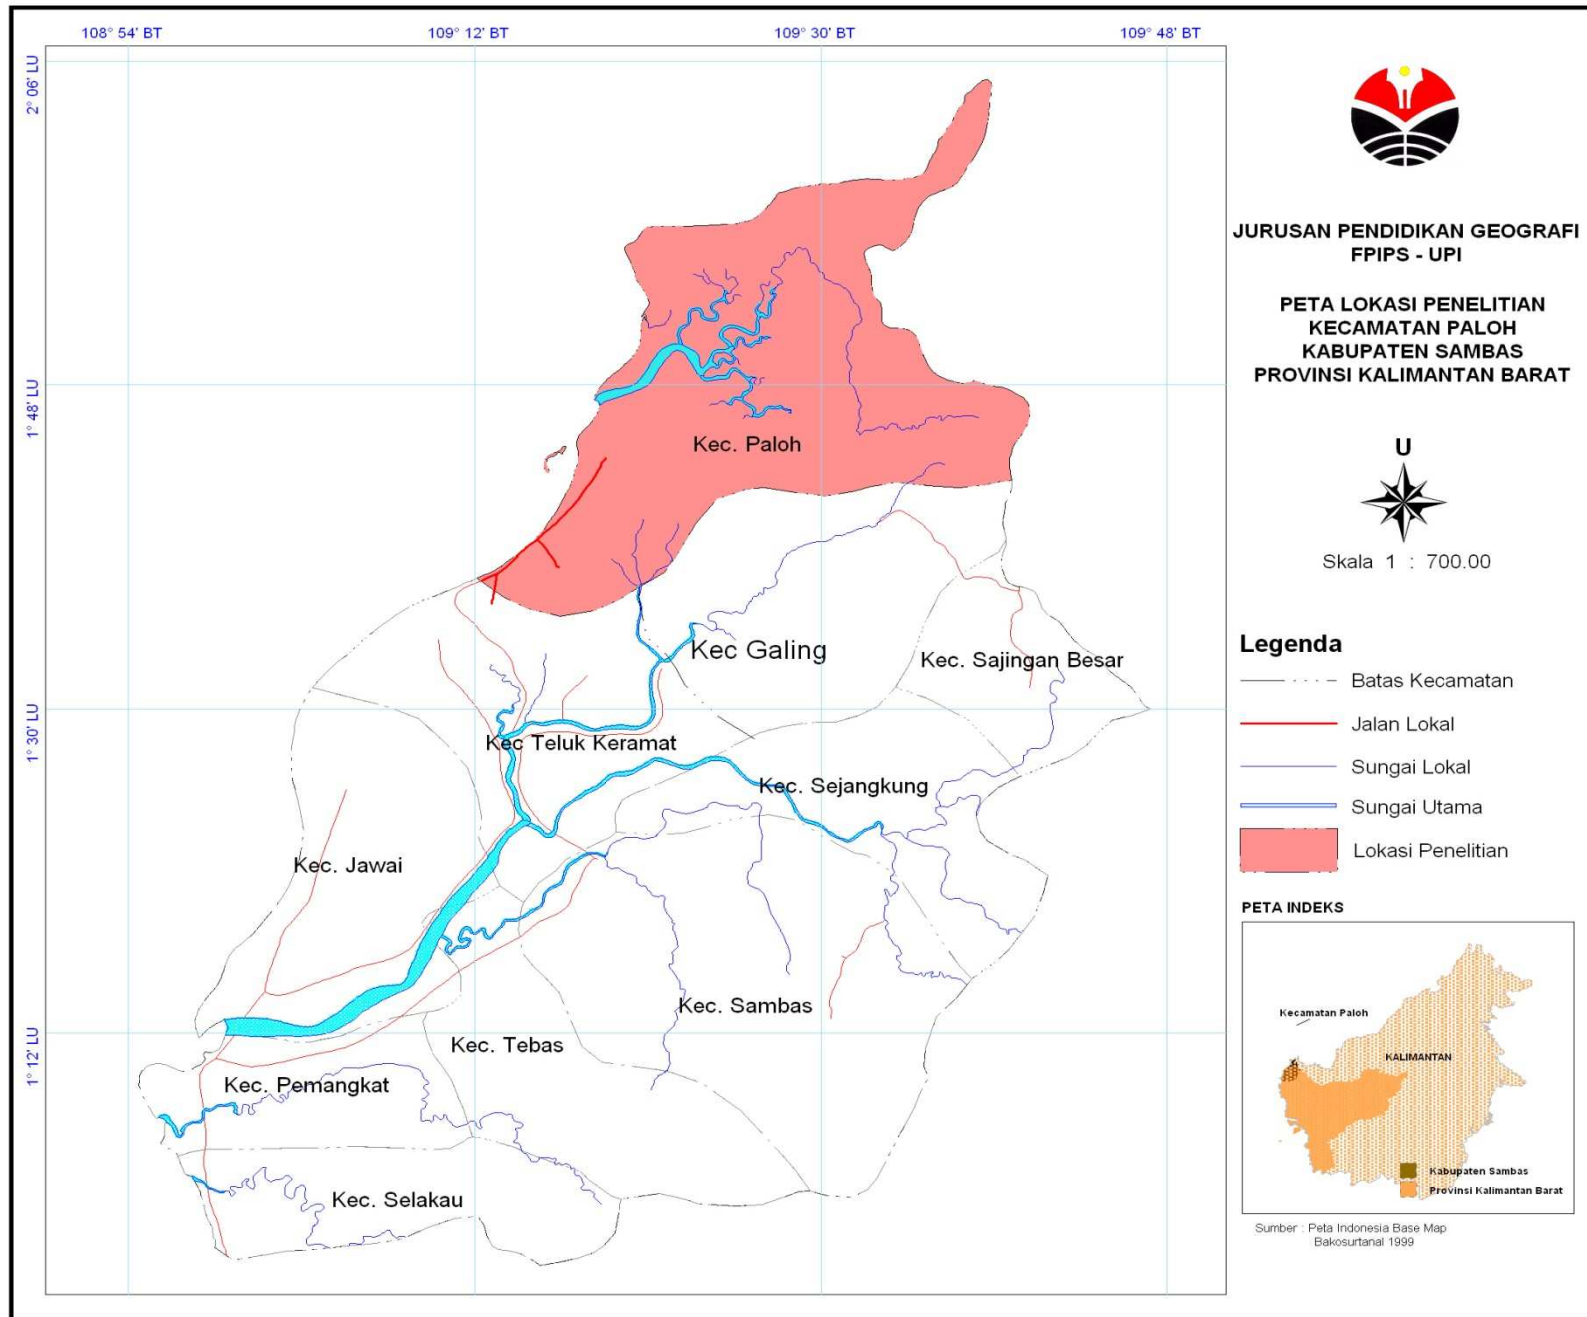 108° 54' BT
109° 12' BT
109° 30' BT
109° 48' BT
2° 06' LU
1° 48' LU
1° 30' LU
1° 12' LU
Kec. Paloh
Kec Galing
Kec. Sajingan Besar
Kec Teluk Keramat
Kec. Sejangkung
Kec. Jawai
Kec. Sambas
Kec. Tebas
Kec. Pemangkat
Kec. Selakau
JURUSAN PENDIDIKAN GEOGRAFI
FPIPS - UPI
PETA LOKASI PENELITIAN
KECAMATAN PALOH
KABUPATEN SAMBAS
PROVINSI KALIMANTAN BARAT
U
Skala 1 : 700.00
Legenda
Batas Kecamatan
Jalan Lokal
Sungai Lokal
Sungai Utama
Lokasi Penelitian
PETA INDEKS
Kecamatan Paloh
KALIMANTAN
Kabupaten Sambas
Provinsi Kalimantan Barat
Sumber : Peta Indonesia Base Map
Bakosurtanal 1999